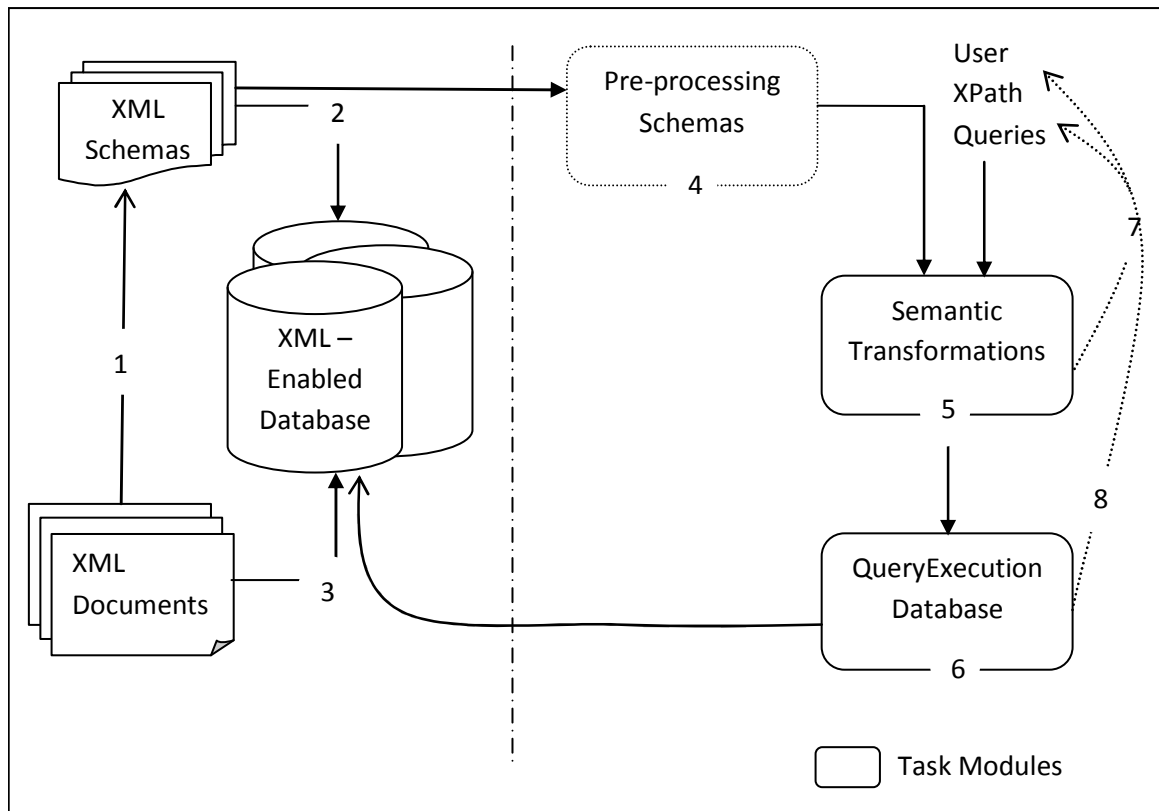 XML
Schemas
2
Pre-processing
Schemas
4
User
XPath
Queries
7
1
XML –
Enabled
Database
Semantic
Transformations
5
8
XML
Documents
3
QueryExecution
Database
6
Task Modules